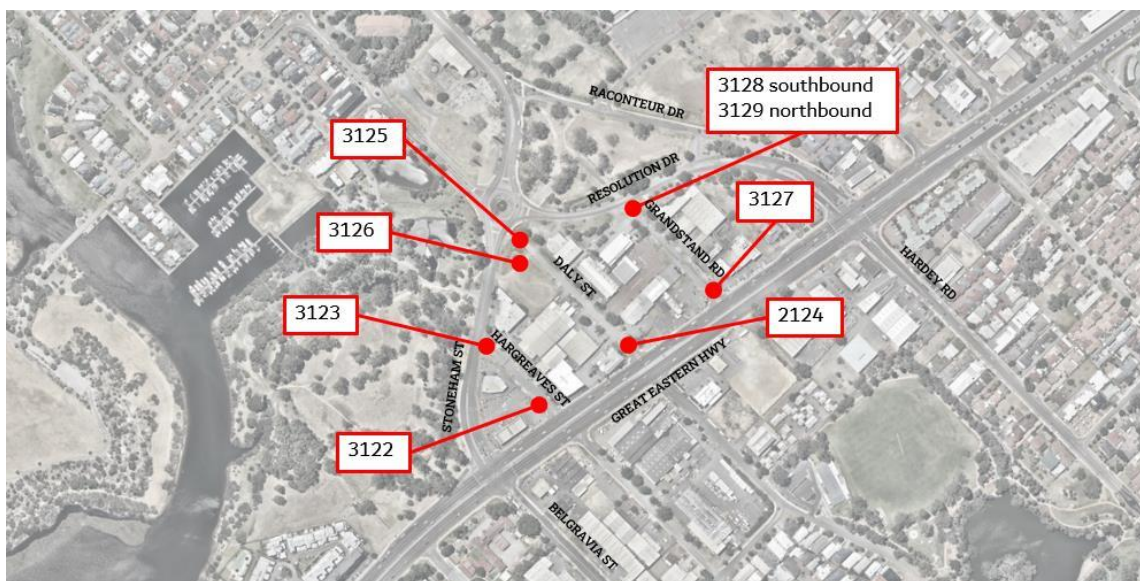 3128 southbound
3129 northbound
RACONTEUR DR
3125
RESOLUTION DR
3127
GRANDSTAND RD
3126
DALY ST
HARDEY RD
3123
2124
HARGREAVES ST
STONEHAM ST
GREAT EASTERN HWY
3122
BELGRAVIA ST